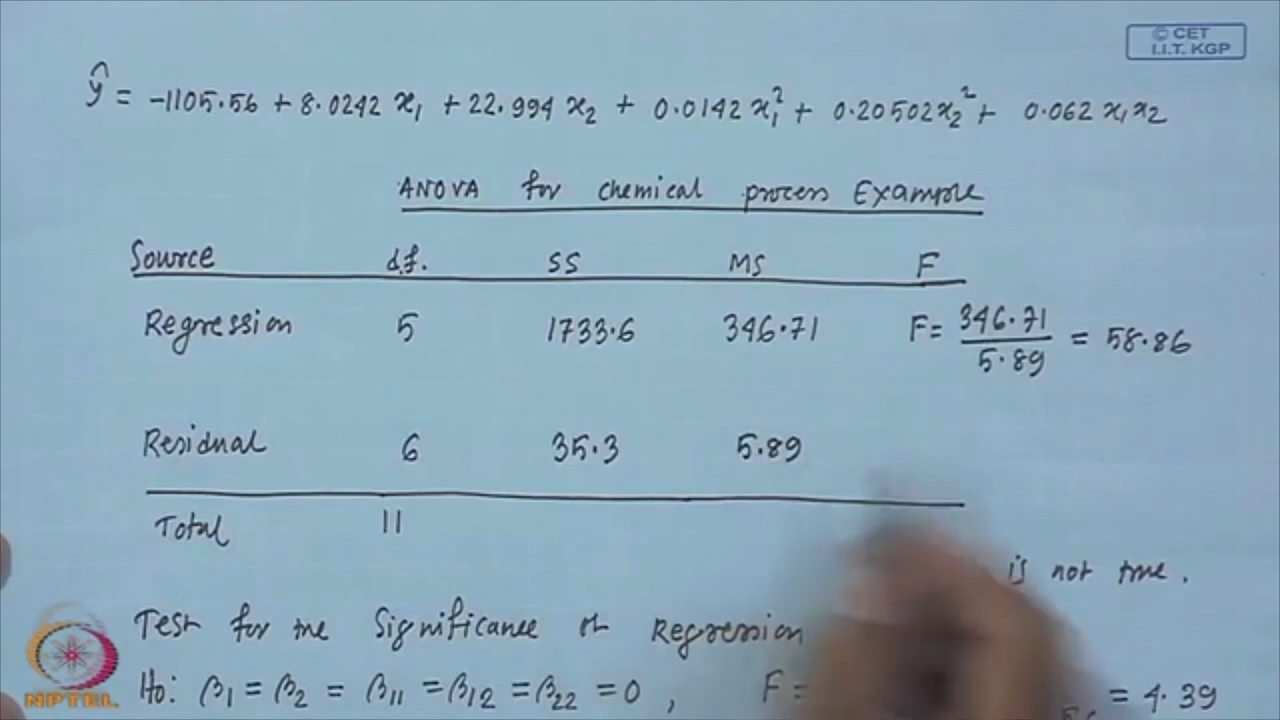 © CET
I.I.T. KGP
ŷ = -1105.56 + 8.0242 x₁ + 22.994 x₂ + 0.0142 x₁² + 0.20502 x₂² + 0.062 x₁x₂
ANOVA for chemical process Example
Source d.f. SS MS F
Regression 5 1733.6 346.71 F = 346.71 / 5.89 = 58.86
Residual 6 35.3 5.89
Total 11
is not true.
Test for the Significance of Regression
Ho: β₁ = β₂ = β₁₁ = β₁₂ = β₂₂ = 0 , F = = 4.39
NPTEL